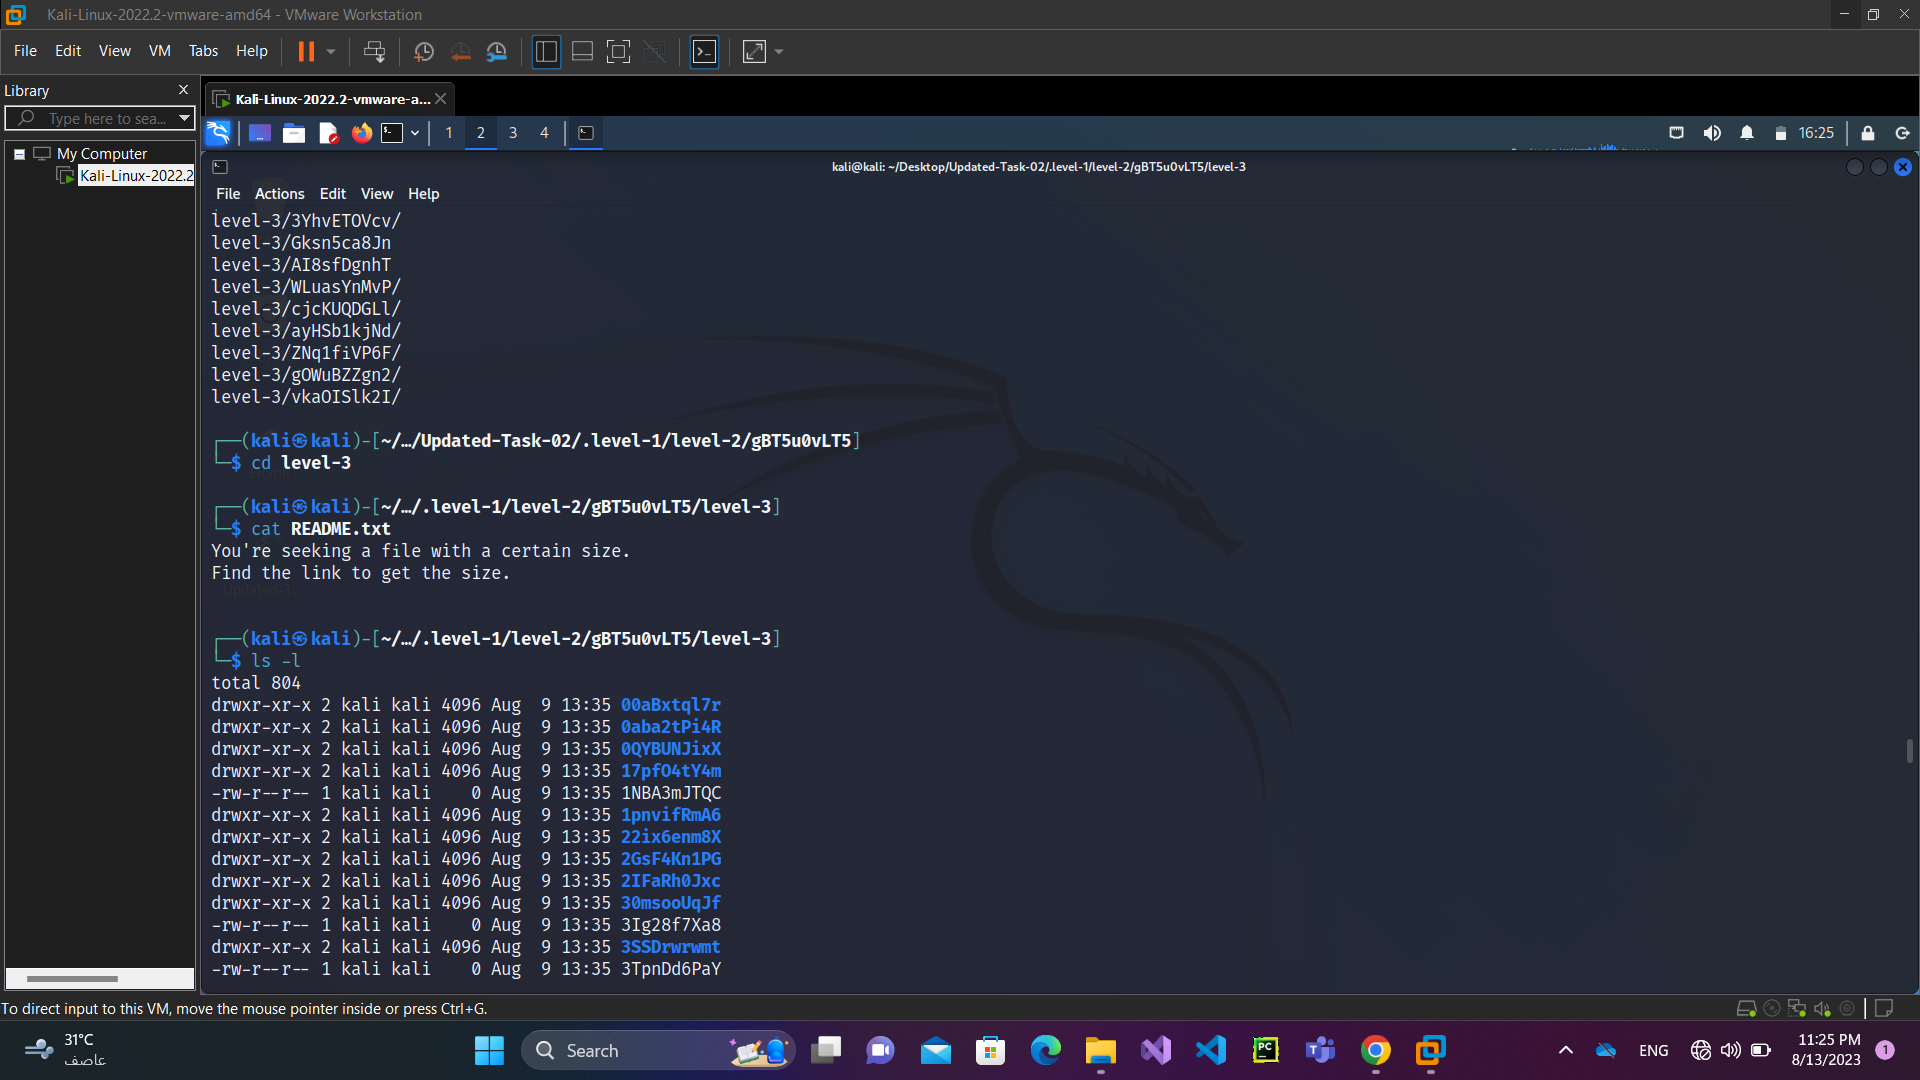 Kali-Linux-2022.2-vmware-amd64 - VMware Workstation
File Edit View VM Tabs Help
Library
Kali-Linux-2022.2-vmware-a...
Type here to sea...
1 2 3 4
16:25
My Computer
Kali-Linux-2022.2
kali@kali: ~/Desktop/Updated-Task-02/.level-1/level-2/gBT5u0vLT5/level-3
File Actions Edit View Help
level-3/3YhvETOVcv/
level-3/Gksn5ca8Jn
level-3/AI8sfDgnhT
level-3/WLuasYnMvP/
level-3/cjcKUQDGLl/
level-3/ayHSb1kjNd/
level-3/ZNq1fiVP6F/
level-3/gOWuBZZgn2/
level-3/vkaOISlk2I/
┌──(kali㉿kali)-[~/…/Updated-Task-02/.level-1/level-2/gBT5u0vLT5]
└─$ cd level-3
┌──(kali㉿kali)-[~/…/.level-1/level-2/gBT5u0vLT5/level-3]
└─$ cat README.txt
You're seeking a file with a certain size.
Find the link to get the size.
┌──(kali㉿kali)-[~/…/.level-1/level-2/gBT5u0vLT5/level-3]
└─$ ls -l
total 804
drwxr-xr-x 2 kali kali 4096 Aug  9 13:35 00aBxtql7r
drwxr-xr-x 2 kali kali 4096 Aug  9 13:35 0aba2tPi4R
drwxr-xr-x 2 kali kali 4096 Aug  9 13:35 0QYBUNJixX
drwxr-xr-x 2 kali kali 4096 Aug  9 13:35 17pfO4tY4m
-rw-r--r-- 1 kali kali    0 Aug  9 13:35 1NBA3mJTQC
drwxr-xr-x 2 kali kali 4096 Aug  9 13:35 1pnvifRmA6
drwxr-xr-x 2 kali kali 4096 Aug  9 13:35 22ix6enm8X
drwxr-xr-x 2 kali kali 4096 Aug  9 13:35 2GsF4Kn1PG
drwxr-xr-x 2 kali kali 4096 Aug  9 13:35 2IFaRh0Jxc
drwxr-xr-x 2 kali kali 4096 Aug  9 13:35 30msooUqJf
-rw-r--r-- 1 kali kali    0 Aug  9 13:35 3Ig28f7Xa8
drwxr-xr-x 2 kali kali 4096 Aug  9 13:35 3SSDrwrwmt
-rw-r--r-- 1 kali kali    0 Aug  9 13:35 3TpnDd6PaY
To direct input to this VM, move the mouse pointer inside or press Ctrl+G.
31°C
عاصف
Search
ENG
11:25 PM
8/13/2023
1